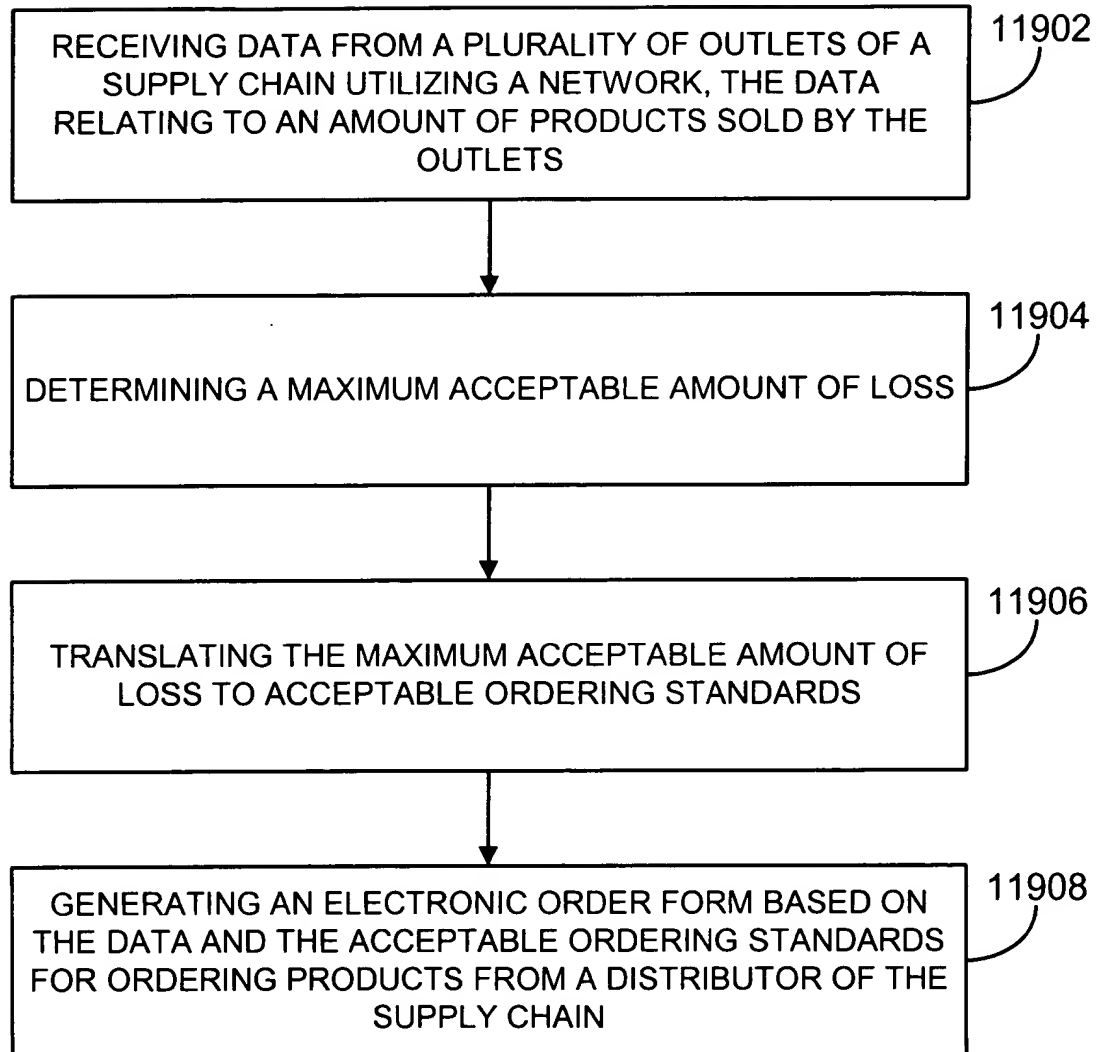 RECEIVING DATA FROM A PLURALITY OF OUTLETS OF A
SUPPLY CHAIN UTILIZING A NETWORK, THE DATA
RELATING TO AN AMOUNT OF PRODUCTS SOLD BY THE
OUTLETS
11902
DETERMINING A MAXIMUM ACCEPTABLE AMOUNT OF LOSS
11904
TRANSLATING THE MAXIMUM ACCEPTABLE AMOUNT OF
LOSS TO ACCEPTABLE ORDERING STANDARDS
11906
GENERATING AN ELECTRONIC ORDER FORM BASED ON
THE DATA AND THE ACCEPTABLE ORDERING STANDARDS
FOR ORDERING PRODUCTS FROM A DISTRIBUTOR OF THE
SUPPLY CHAIN
11908